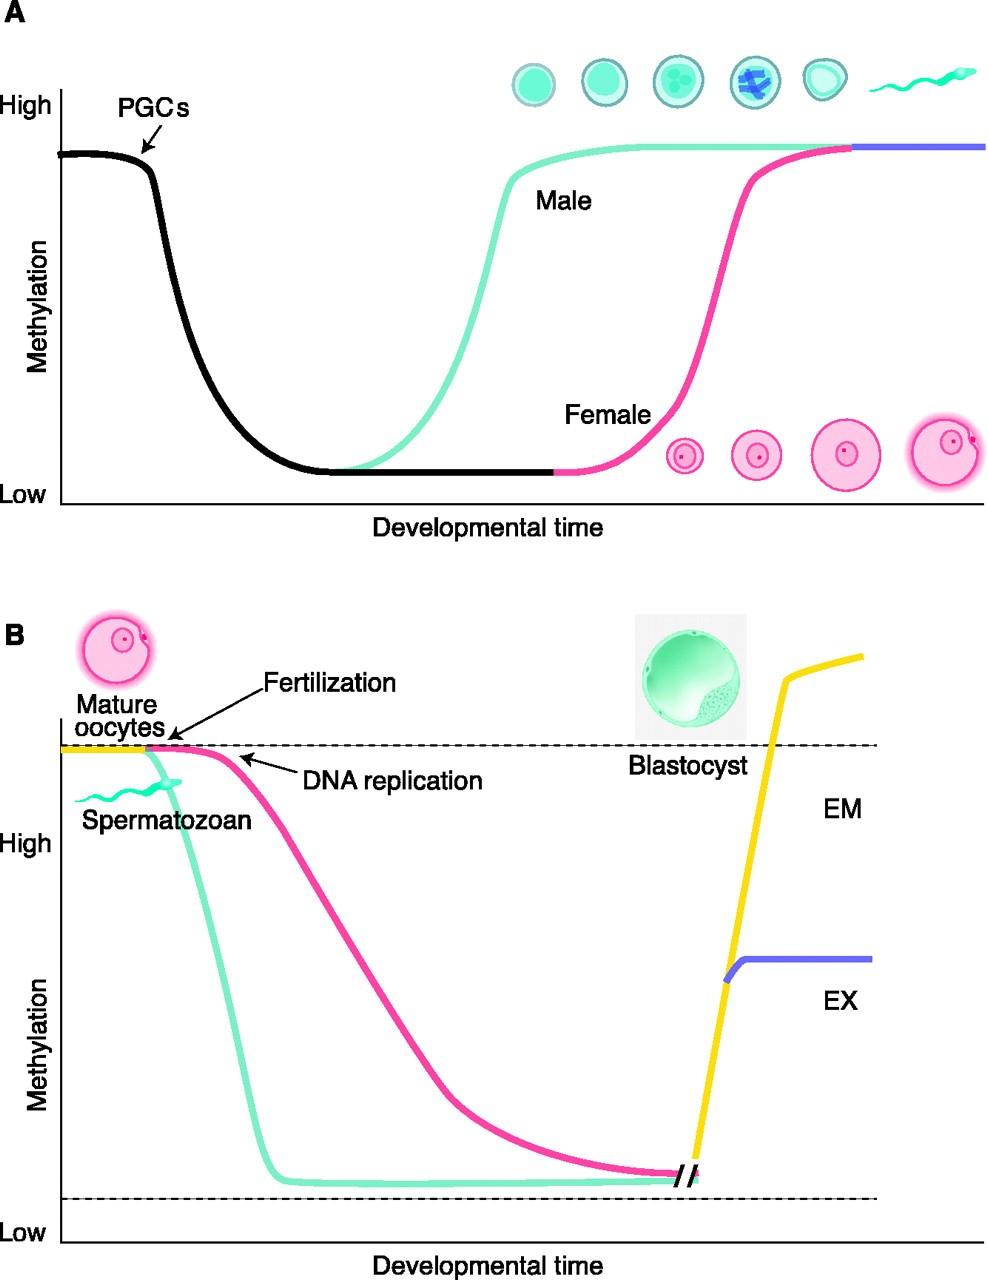 A
High
PGCs
Male
Methylation
Female
Low
Developmental time
B
Fertilization
Mature
oocytes
DNA replication
Blastocyst
Spermatozoan
EM
High
EX
Methylation
Low
Developmental time